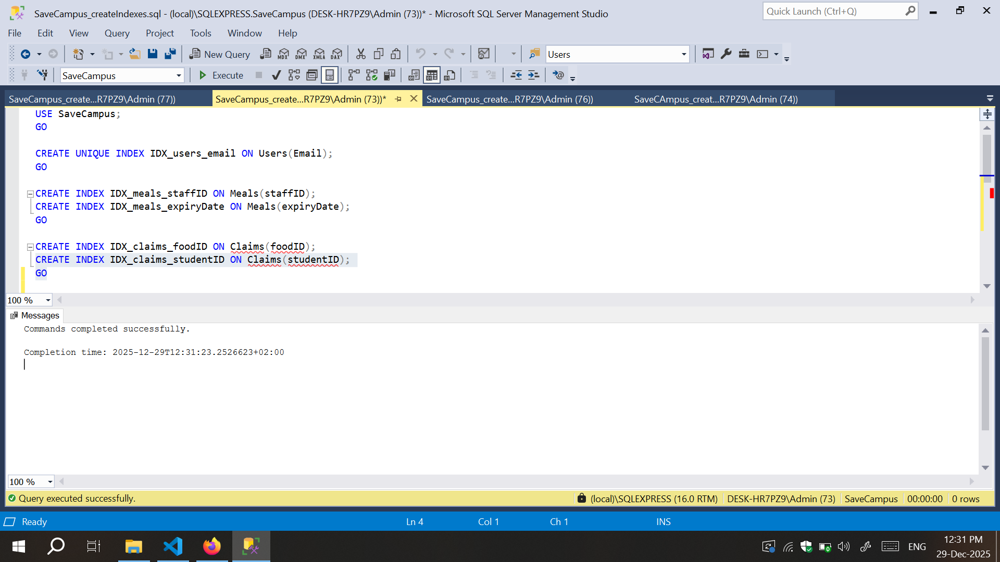 SaveCampus_createIndexes.sql - (local)\SQLEXPRESS.SaveCampus (DESK-HR7PZ9\Admin (73))* - Microsoft SQL Server Management Studio
Quick Launch (Ctrl+Q)
File Edit View Query Project Tools Window Help
New Query MDX DMX XMLA DAX Users
SaveCampus Execute
SaveCampus_create...R7PZ9\Admin (77)) SaveCampus_create...R7PZ9\Admin (73))* SaveCampus_create...R7PZ9\Admin (76)) SaveCAmpus_creat...R7PZ9\Admin (74))
USE SaveCampus;
GO
CREATE UNIQUE INDEX IDX_users_email ON Users(Email);
GO
CREATE INDEX IDX_meals_staffID ON Meals(staffID);
CREATE INDEX IDX_meals_expiryDate ON Meals(expiryDate);
GO
CREATE INDEX IDX_claims_foodID ON Claims(foodID);
CREATE INDEX IDX_claims_studentID ON Claims(studentID);
GO
100 %
Messages
Commands completed successfully.
Completion time: 2025-12-29T12:31:23.2526623+02:00
100 %
Query executed successfully. (local)\SQLEXPRESS (16.0 RTM) DESK-HR7PZ9\Admin (73) SaveCampus 00:00:00 0 rows
Ready Ln 4 Col 1 Ch 1 INS
ENG 12:31 PM
29-Dec-2025